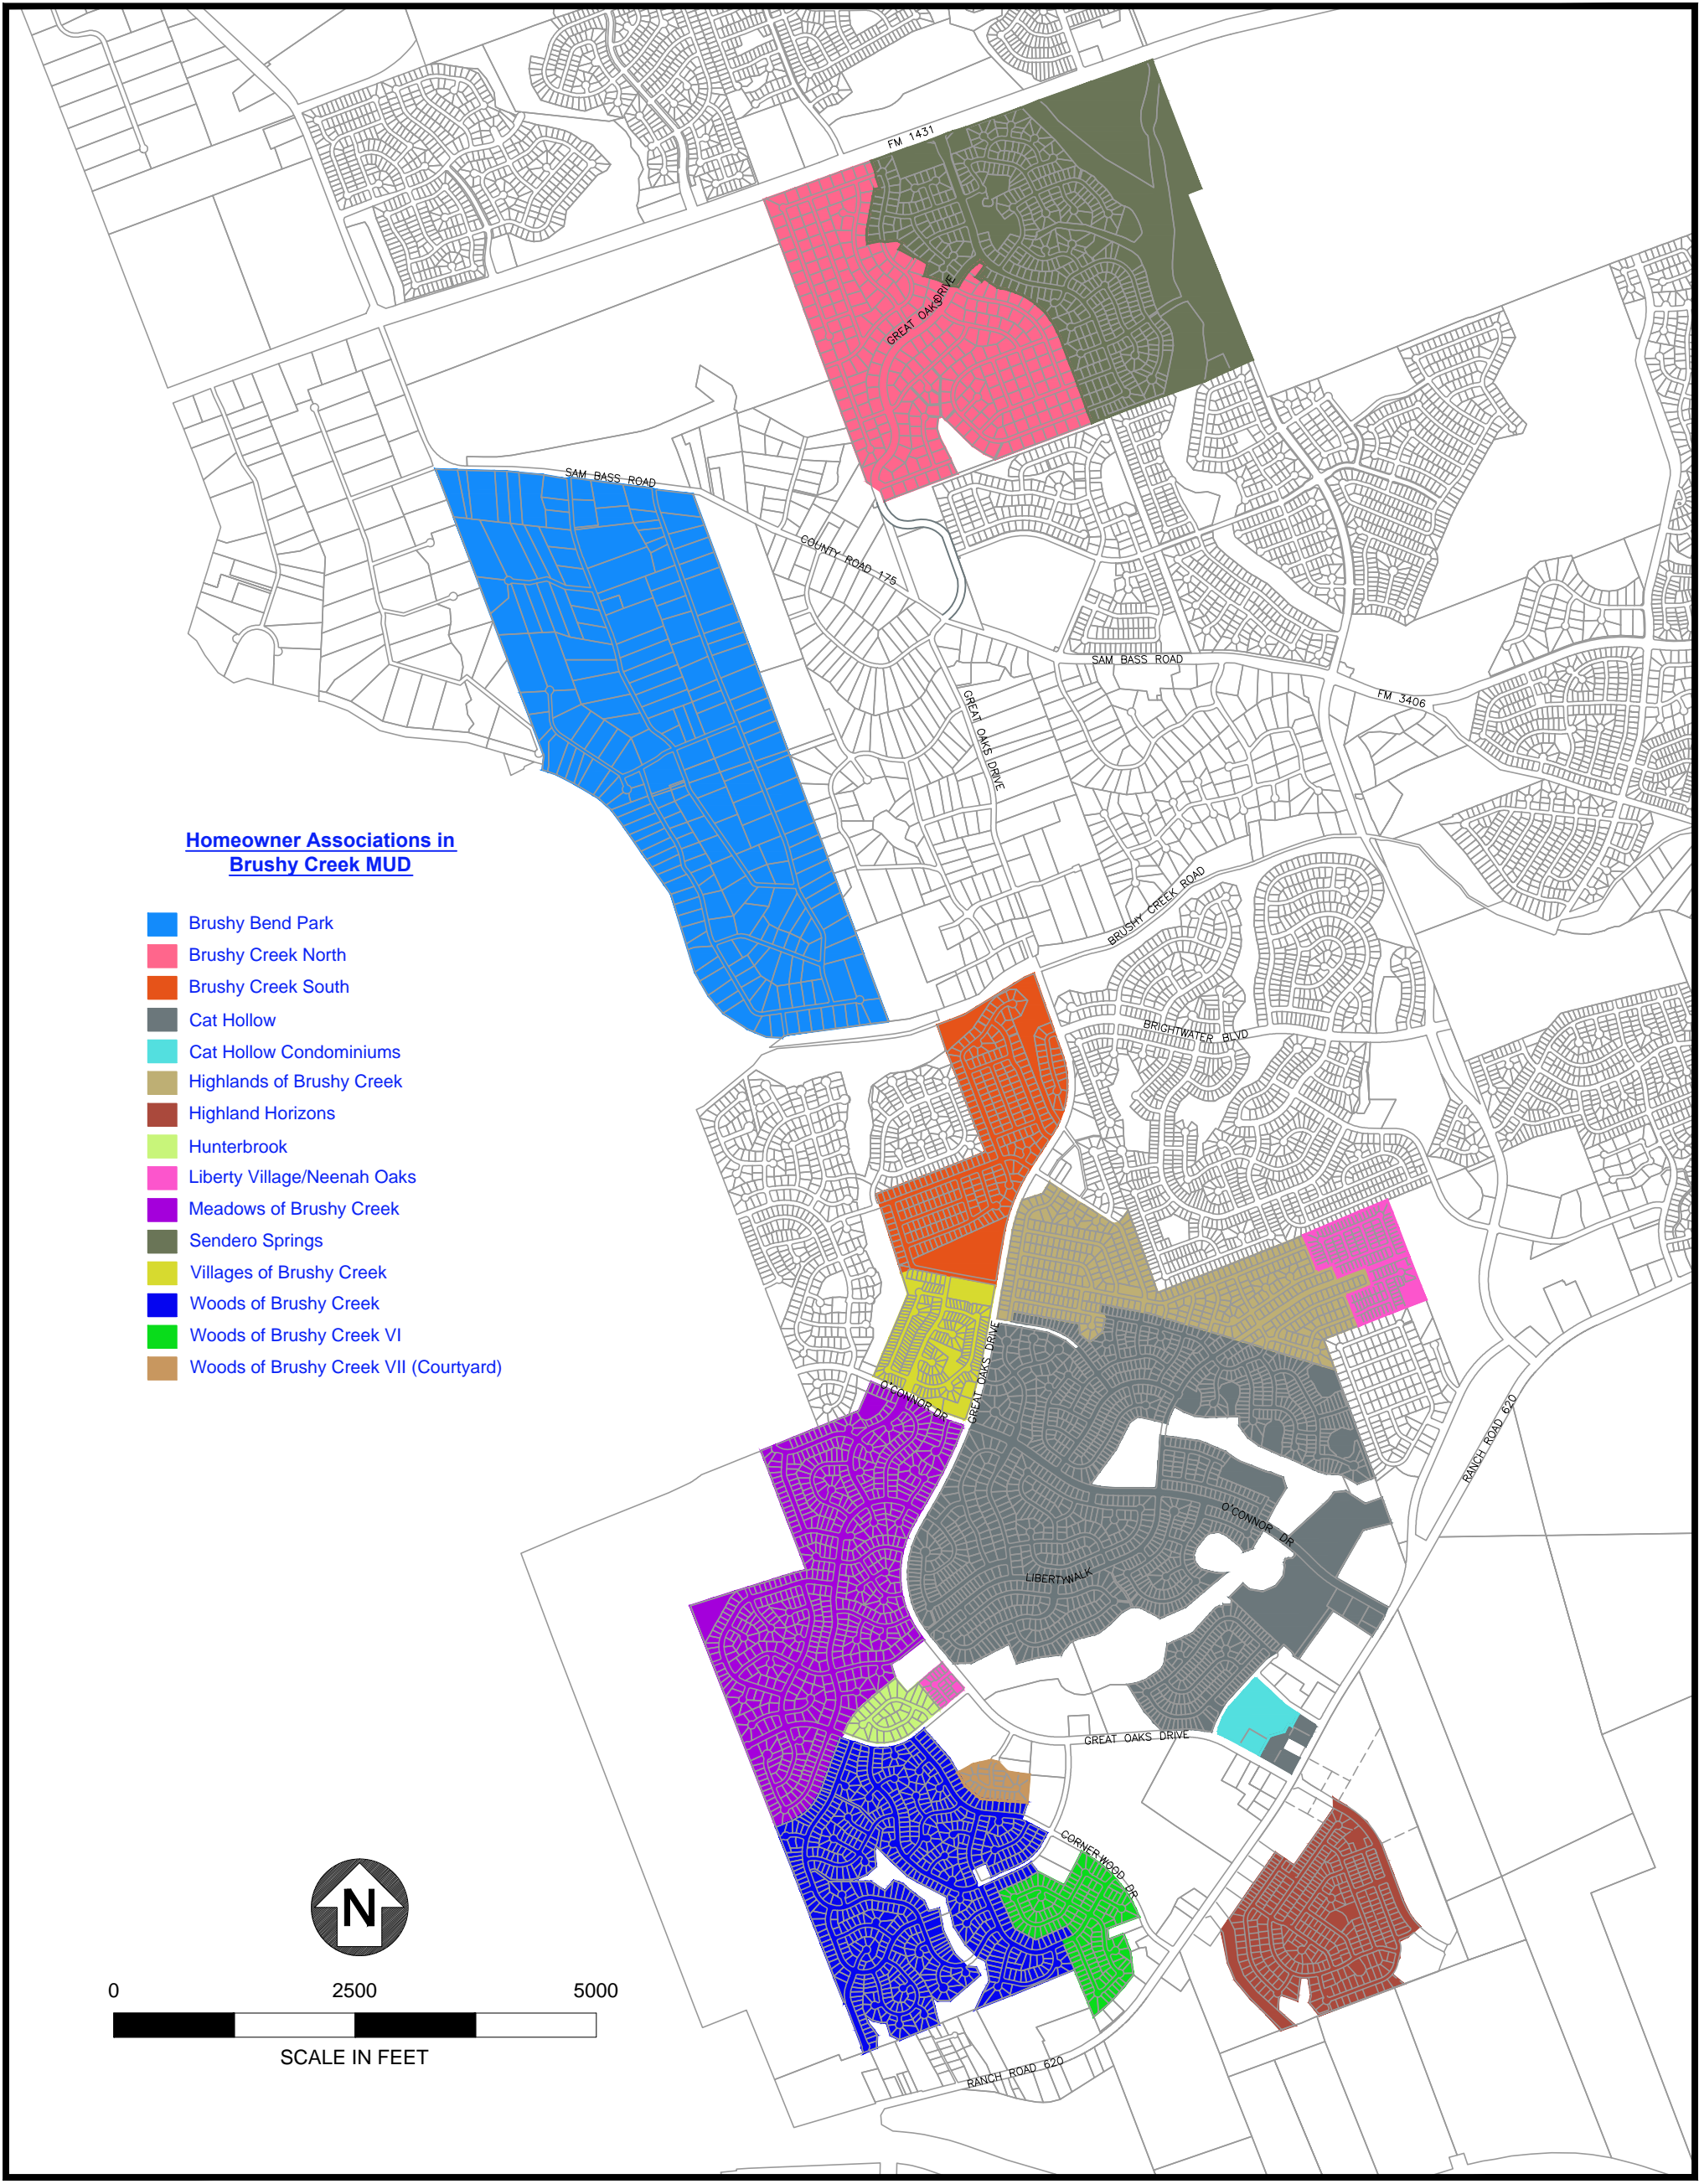 FM 1431
GREAT OAKS DRIVE
SAM BASS ROAD
COUNTY ROAD 175
SAM BASS ROAD
FM 3406
GREAT OAKS DRIVE
Homeowner Associations in
Brushy Creek MUD
BRUSHY CREEK ROAD
Brushy Bend Park
Brushy Creek North
Brushy Creek South
Cat Hollow
Cat Hollow Condominiums
Highlands of Brushy Creek
Highland Horizons
Hunterbrook
Liberty Village/Neenah Oaks
Meadows of Brushy Creek
Sendero Springs
Villages of Brushy Creek
Woods of Brushy Creek
Woods of Brushy Creek VI
Woods of Brushy Creek VII (Courtyard)
BRIGHTWATER BLVD
GREAT OAKS DRIVE
O'CONNOR DR
RANCH ROAD 620
O'CONNOR DR
LIBERTYWALK
GREAT OAKS DRIVE
CORNERWOOD DR
N
0 2500 5000
SCALE IN FEET
RANCH ROAD 620